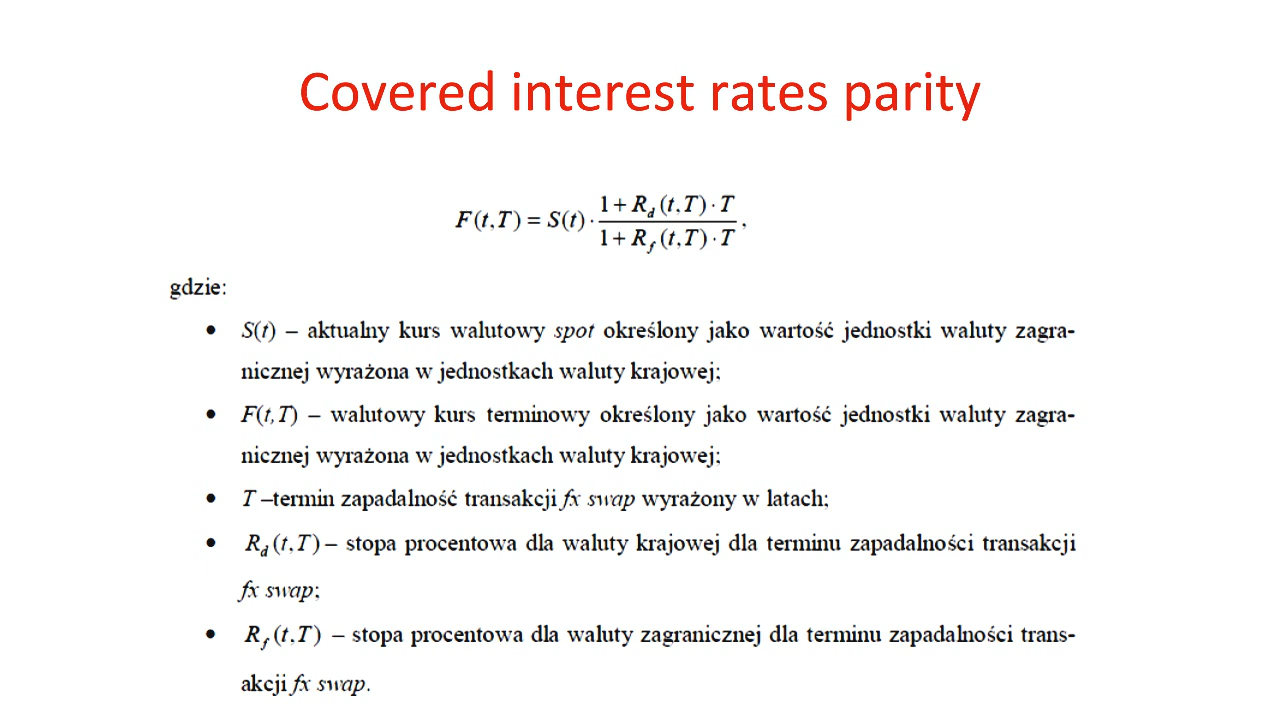 Covered interest rates parity
F(t,T) = S(t) · (1 + R_d(t,T) · T) / (1 + R_f(t,T) · T),
gdzie:
• S(t) – aktualny kurs walutowy spot określony jako wartość jednostki waluty zagra-
nicznej wyrażona w jednostkach waluty krajowej;
• F(t,T) – walutowy kurs terminowy określony jako wartość jednostki waluty zagra-
nicznej wyrażona w jednostkach waluty krajowej;
• T –termin zapadalność transakcji fx swap wyrażony w latach;
• R_d(t,T) – stopa procentowa dla waluty krajowej dla terminu zapadalności transakcji
fx swap;
• R_f(t,T) – stopa procentowa dla waluty zagranicznej dla terminu zapadalności trans-
akcji fx swap.